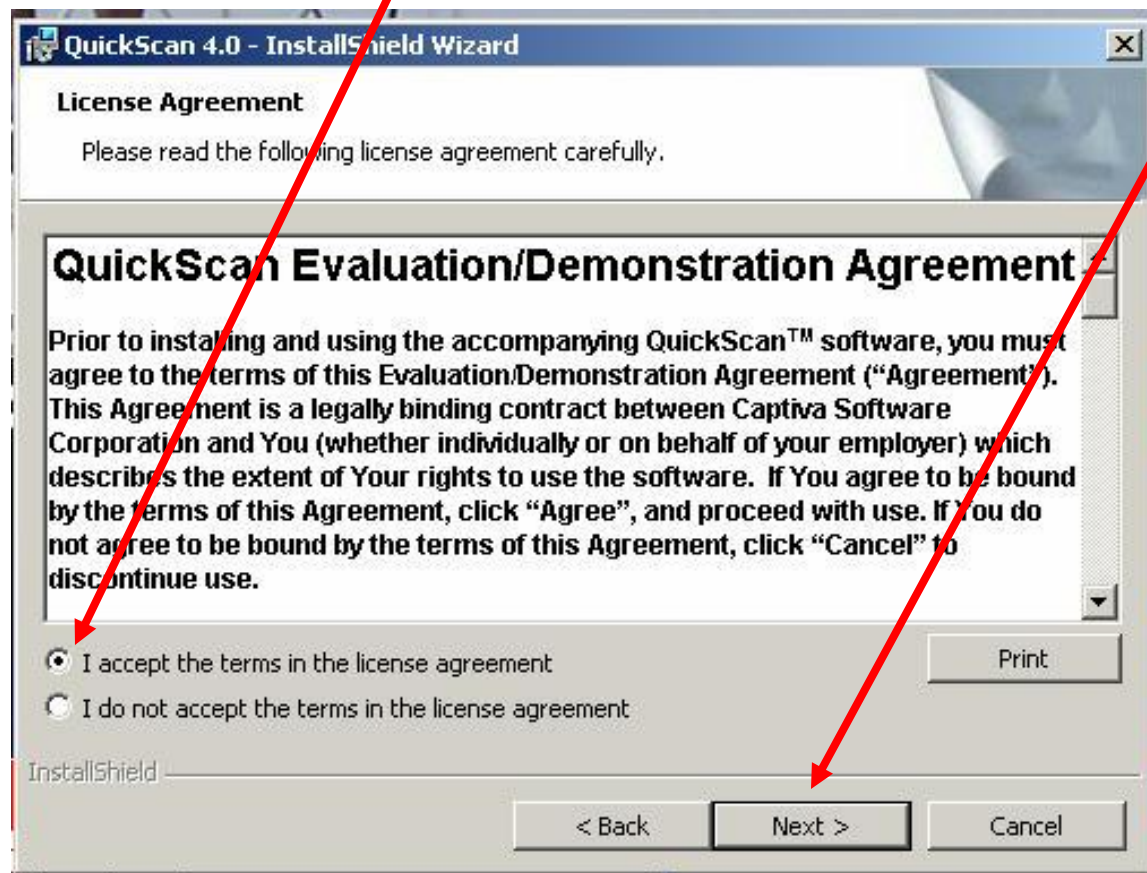 QuickScan 4.0 - InstallShield Wizard
License Agreement
Please read the following license agreement carefully.
QuickScan Evaluation/Demonstration Agreement
Prior to installing and using the accompanying QuickScan™ software, you must
agree to the terms of this Evaluation/Demonstration Agreement (“Agreement”).
This Agreement is a legally binding contract between Captiva Software
Corporation and You (whether individually or on behalf of your employer) which
describes the extent of Your rights to use the software.  If You agree to be bound
by the terms of this Agreement, click “Agree”, and proceed with use. If You do
not agree to be bound by the terms of this Agreement, click “Cancel” to
discontinue use.
I accept the terms in the license agreement
Print
I do not accept the terms in the license agreement
InstallShield
< Back
Next >
Cancel